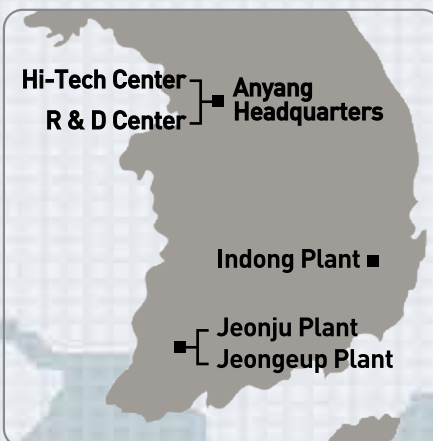 Hi-Tech Center
R & D Center
Anyang
Headquarters
Indong Plant
Jeonju Plant
Jeongeup Plant